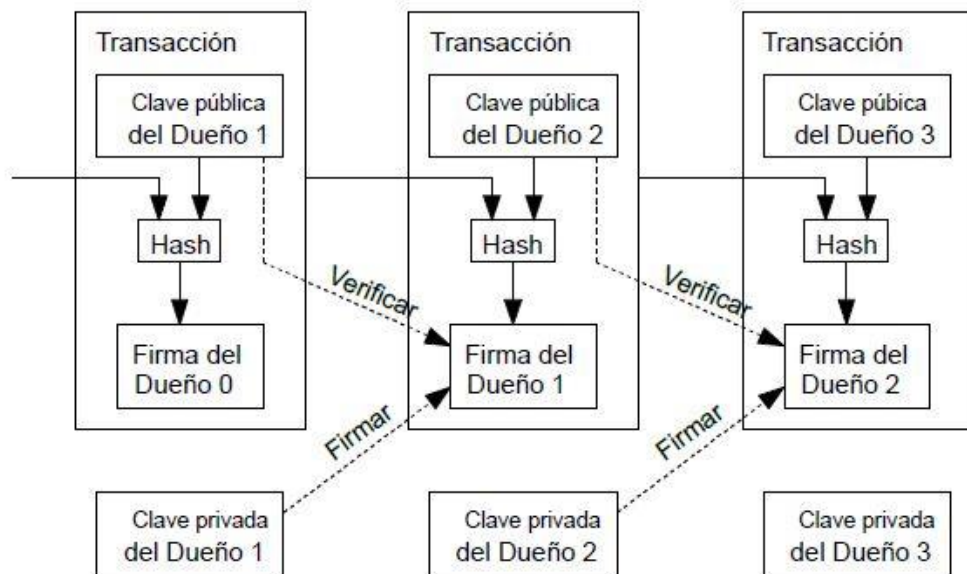 Transacción
Clave pública
del Dueño 1
Hash
Firma del
Dueño 0
Transacción
Clave pública
del Dueño 2
Hash
Verificar
Firma del
Dueño 1
Firmar
Transacción
Clave púbica
del Dueño 3
Hash
Verificar
Firma del
Dueño 2
Firmar
Clave privada
del Dueño 1
Clave privada
del Dueño 2
Clave privada
del Dueño 3